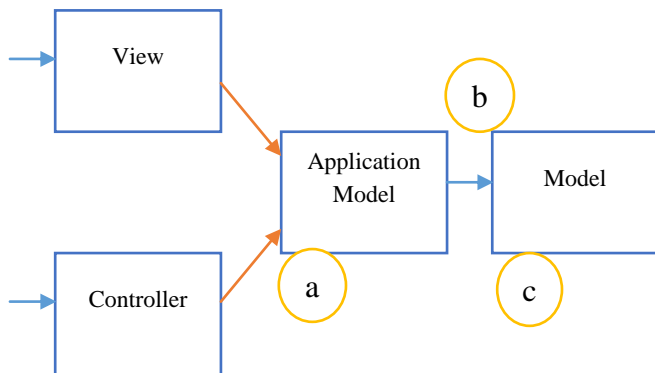 View
b
Application
Model
Model
Controller
a
c